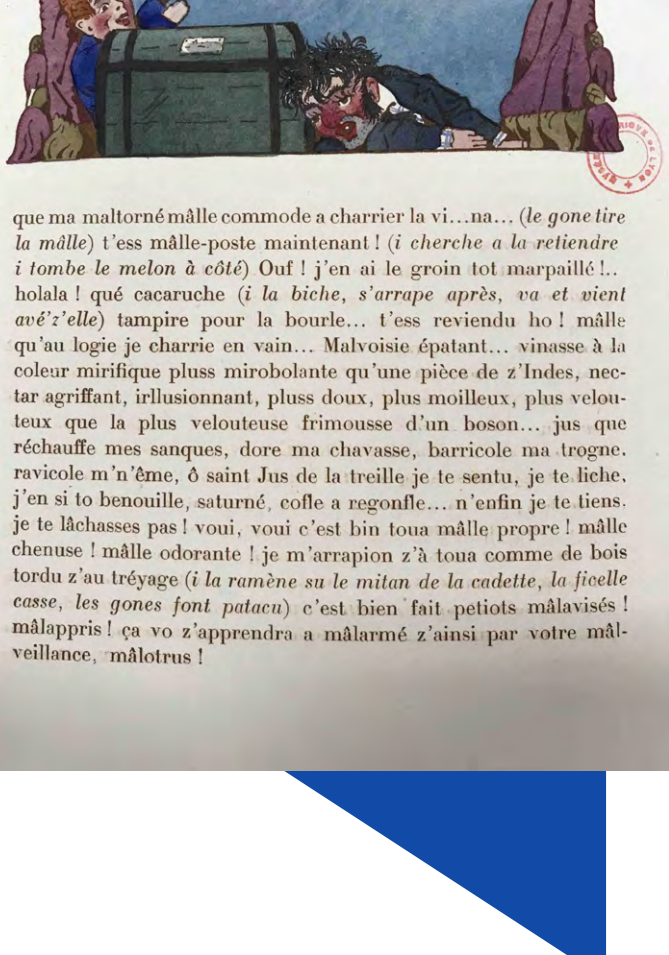 RIQUE DE LYON
que ma maltorné mâlle commode a charrier la vi...na... (le gone tire
la mâlle) t'ess mâlle-poste maintenant ! (i cherche a la retiendre
i tombe le melon à côté) Ouf ! j'en ai le groin tot marpaillé !..
holala ! qué cacaruche (i la biche, s'arrape après, va et vient
avé'z'elle) tampire pour la bourle... t'ess reviendu ho ! mâlle
qu'au logie je charrie en vain... Malvoisie épatant... vinasse à la
coleur mirifique pluss mirobolante qu'une pièce de z'Indes, nec-
tar agriffant, irllusionnant, pluss doux, plus moilleux, plus velou-
teux que la plus velouteuse frimousse d'un boson... jus que
réchauffe mes sanques, dore ma chavasse, barricole ma trogne.
ravicole m'n'ême, ô saint Jus de la treille je te sentu, je te liche,
j'en si to benouille, saturné, cofle a regonfle... n'enfin je te tiens.
je te lâchasses pas ! voui, voui c'est bin toua mâlle propre ! mâlle
chenuse ! mâlle odorante ! je m'arrapion z'à toua comme de bois
tordu z'au tréyage (i la ramène su le mitan de la cadette, la ficelle
casse, les gones font patacu) c'est bien fait petiots mâlavisés !
mâlappris ! ça vo z'apprendra a mâlarmé z'ainsi par votre mâl-
veillance, mâlotrus !